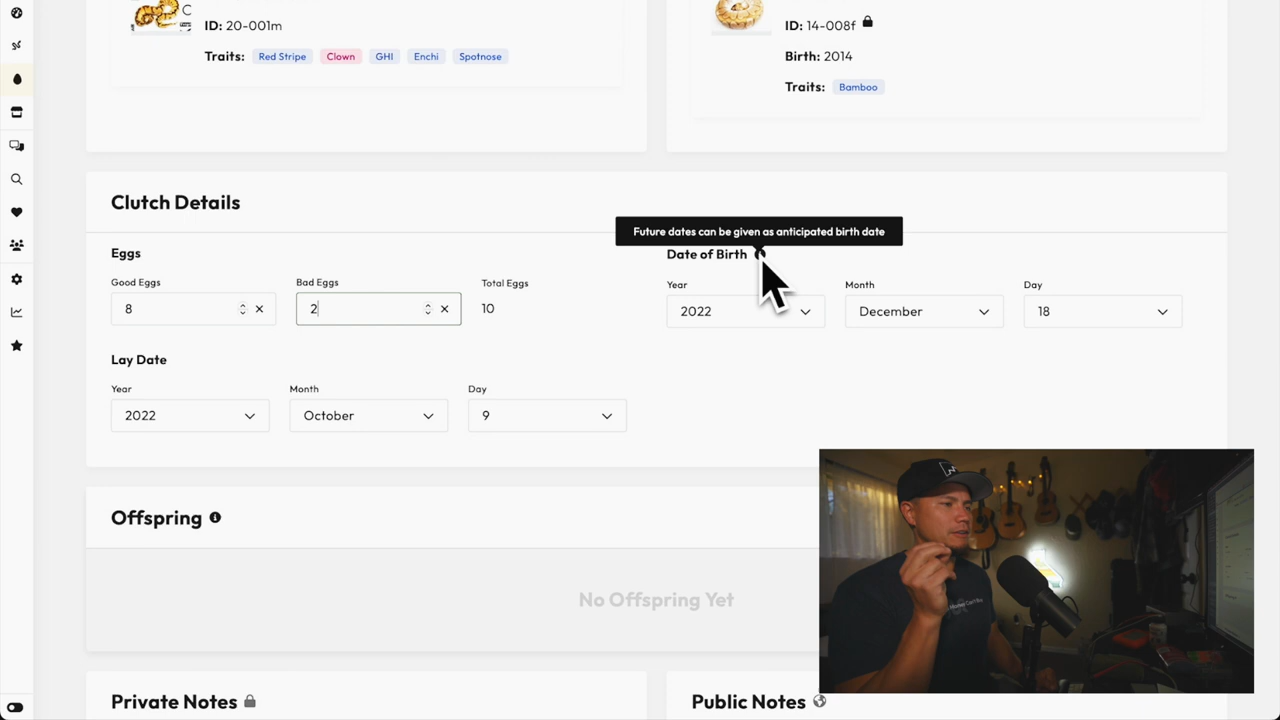 ID: 20-001m
Traits: Red Stripe Clown GHI Enchi Spotnose
ID: 14-008f
Birth: 2014
Traits: Bamboo
Clutch Details
Future dates can be given as anticipated birth date
Eggs
Good Eggs
8
Bad Eggs
2
Total Eggs
10
Date of Birth
Year
2022
Month
December
Day
18
Lay Date
Year
2022
Month
October
Day
9
Offspring
No Offspring Yet
Private Notes
Public Notes